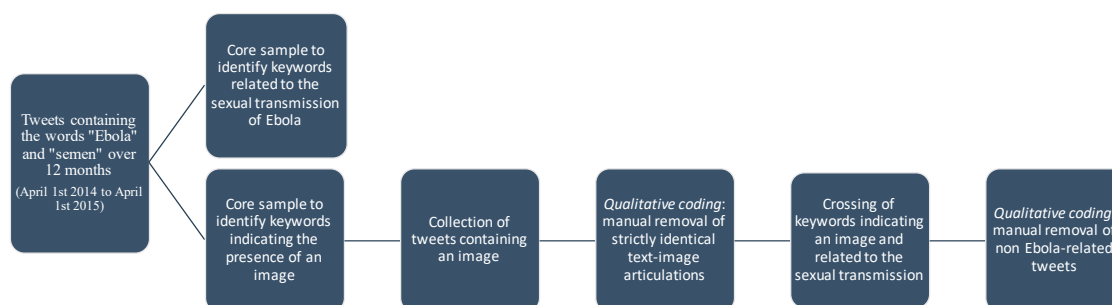 Tweets containing
the words "Ebola"
and "semen" over
12 months
(April 1st 2014 to April
1st 2015)
Core sample to
identify keywords
related to the
sexual transmission
of Ebola
Core sample to
identify keywords
indicating the
presence of an
image
Collection of
tweets containing
an image
Qualitative coding:
manual removal of
strictly identical
text-image
articulations
Crossing of
keywords indicating
an image and
related to the
sexual transmission
Qualitative coding
manual removal of
non Ebola-related
tweets